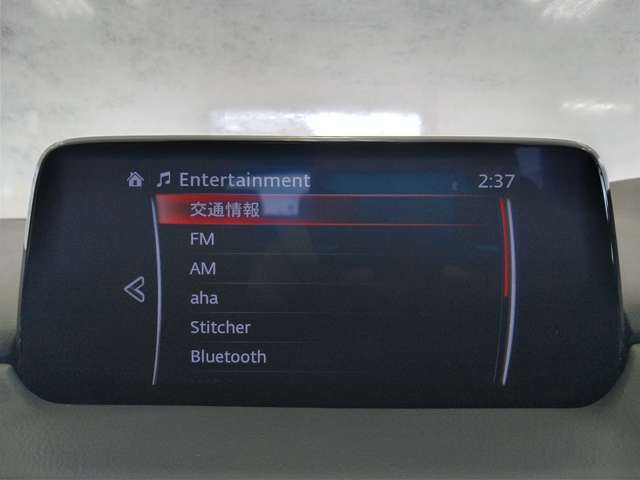 Entertainment 2:37
交通情報
FM
AM
aha
Stitcher
Bluetooth